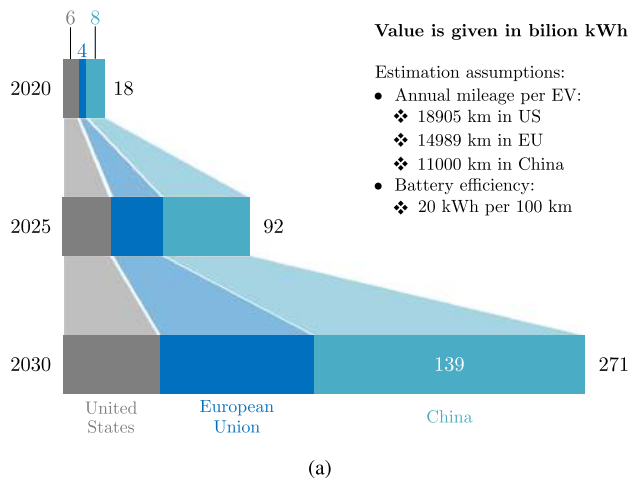 6
8
4
2020
18
Value is given in bilion kWh
Estimation assumptions:
• Annual mileage per EV:
❖ 18905 km in US
❖ 14989 km in EU
❖ 11000 km in China
• Battery efficiency:
❖ 20 kWh per 100 km
2025
92
2030
139
271
United
States
European
Union
China
(a)